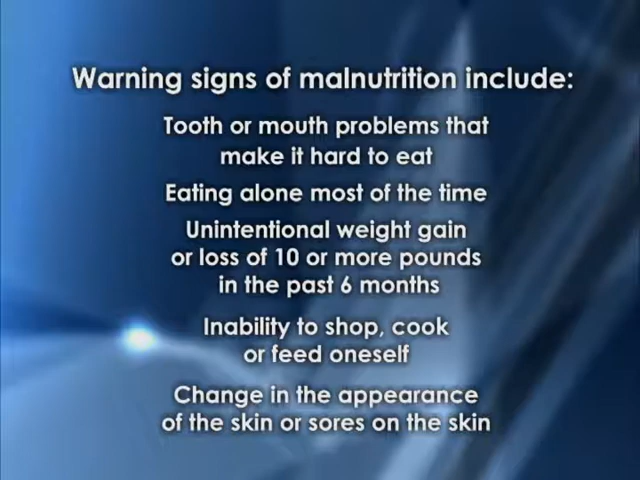 Warning signs of malnutrition include:
Tooth or mouth problems that
make it hard to eat
Eating alone most of the time
Unintentional weight gain
or loss of 10 or more pounds
in the past 6 months
Inability to shop, cook
or feed oneself
Change in the appearance
of the skin or sores on the skin